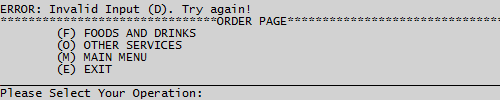 ERROR: Invalid Input (D). Try again!
*******************************ORDER PAGE*******************************
(F) FOODS AND DRINKS
(O) OTHER SERVICES
(M) MAIN MENU
(E) EXIT
Please Select Your Operation: